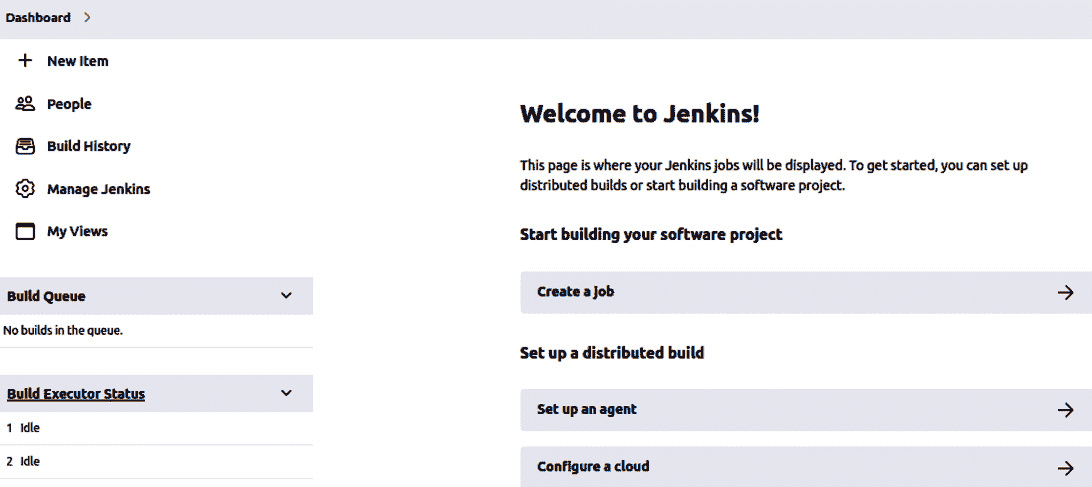 Dashboard
New Item
People
Build History
Manage Jenkins
My Views
Build Queue
No builds in the queue.
Build Executor Status
1 Idle
2 Idle
Welcome to Jenkins!
This page is where your Jenkins jobs will be displayed. To get started, you can set up
distributed builds or start building a software project.
Start building your software project
Create a job
Set up a distributed build
Set up an agent
Configure a cloud